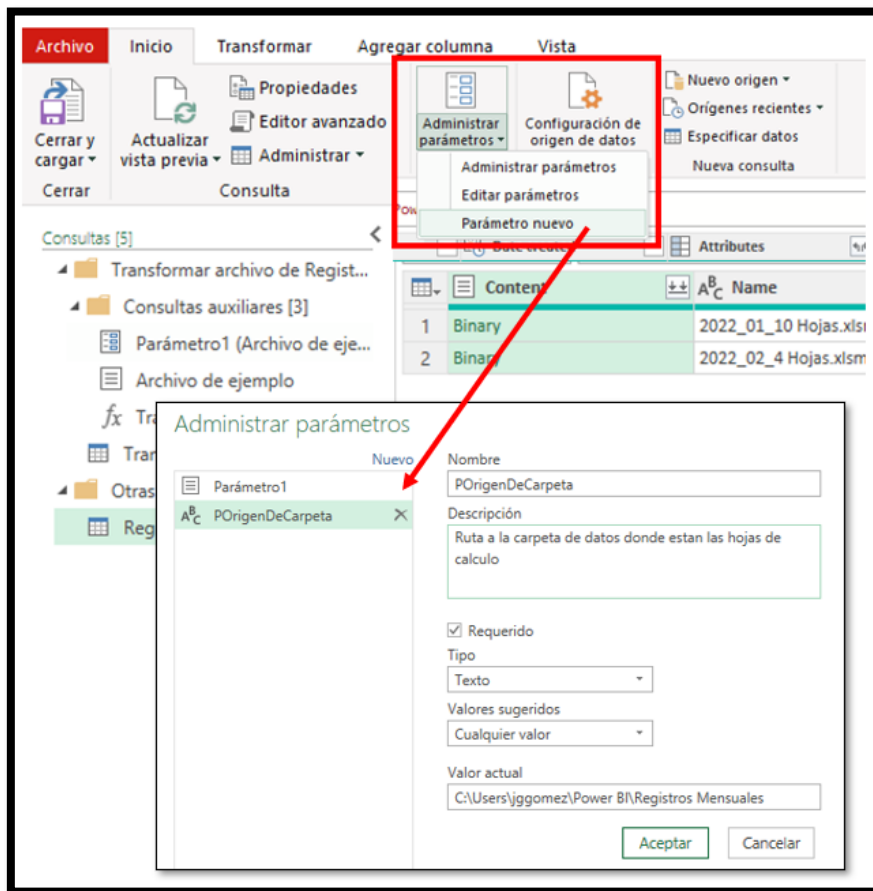 Archivo Inicio Transformar Agregar columna Vista
Cerrar y
cargar
Cerrar
Actualizar
vista previa
Propiedades
Editor avanzado
Administrar
Consulta
Administrar
parámetros
Configuración de
origen de datos
Administrar parámetros
Editar parámetros
Parámetro nuevo
Nuevo origen
Orígenes recientes
Especificar datos
Nueva consulta
Consultas [5]
Transformar archivo de Regist...
Consultas auxiliares [3]
Parámetro1 (Archivo de eje...
Archivo de ejemplo
fx
Otras
Attributes
Content ABC Name
1 Binary 2022_01_10 Hojas.xls
2 Binary 2022_02_4 Hojas.xlsm
Administrar parámetros
Nuevo
Parámetro1
ABC POrigenDeCarpeta
Nombre
POrigenDeCarpeta
Descripción
Ruta a la carpeta de datos donde estan las hojas de
calculo
Requerido
Tipo
Texto
Valores sugeridos
Cualquier valor
Valor actual
C:\Users\jggomez\Power BI\Registros Mensuales
Aceptar Cancelar